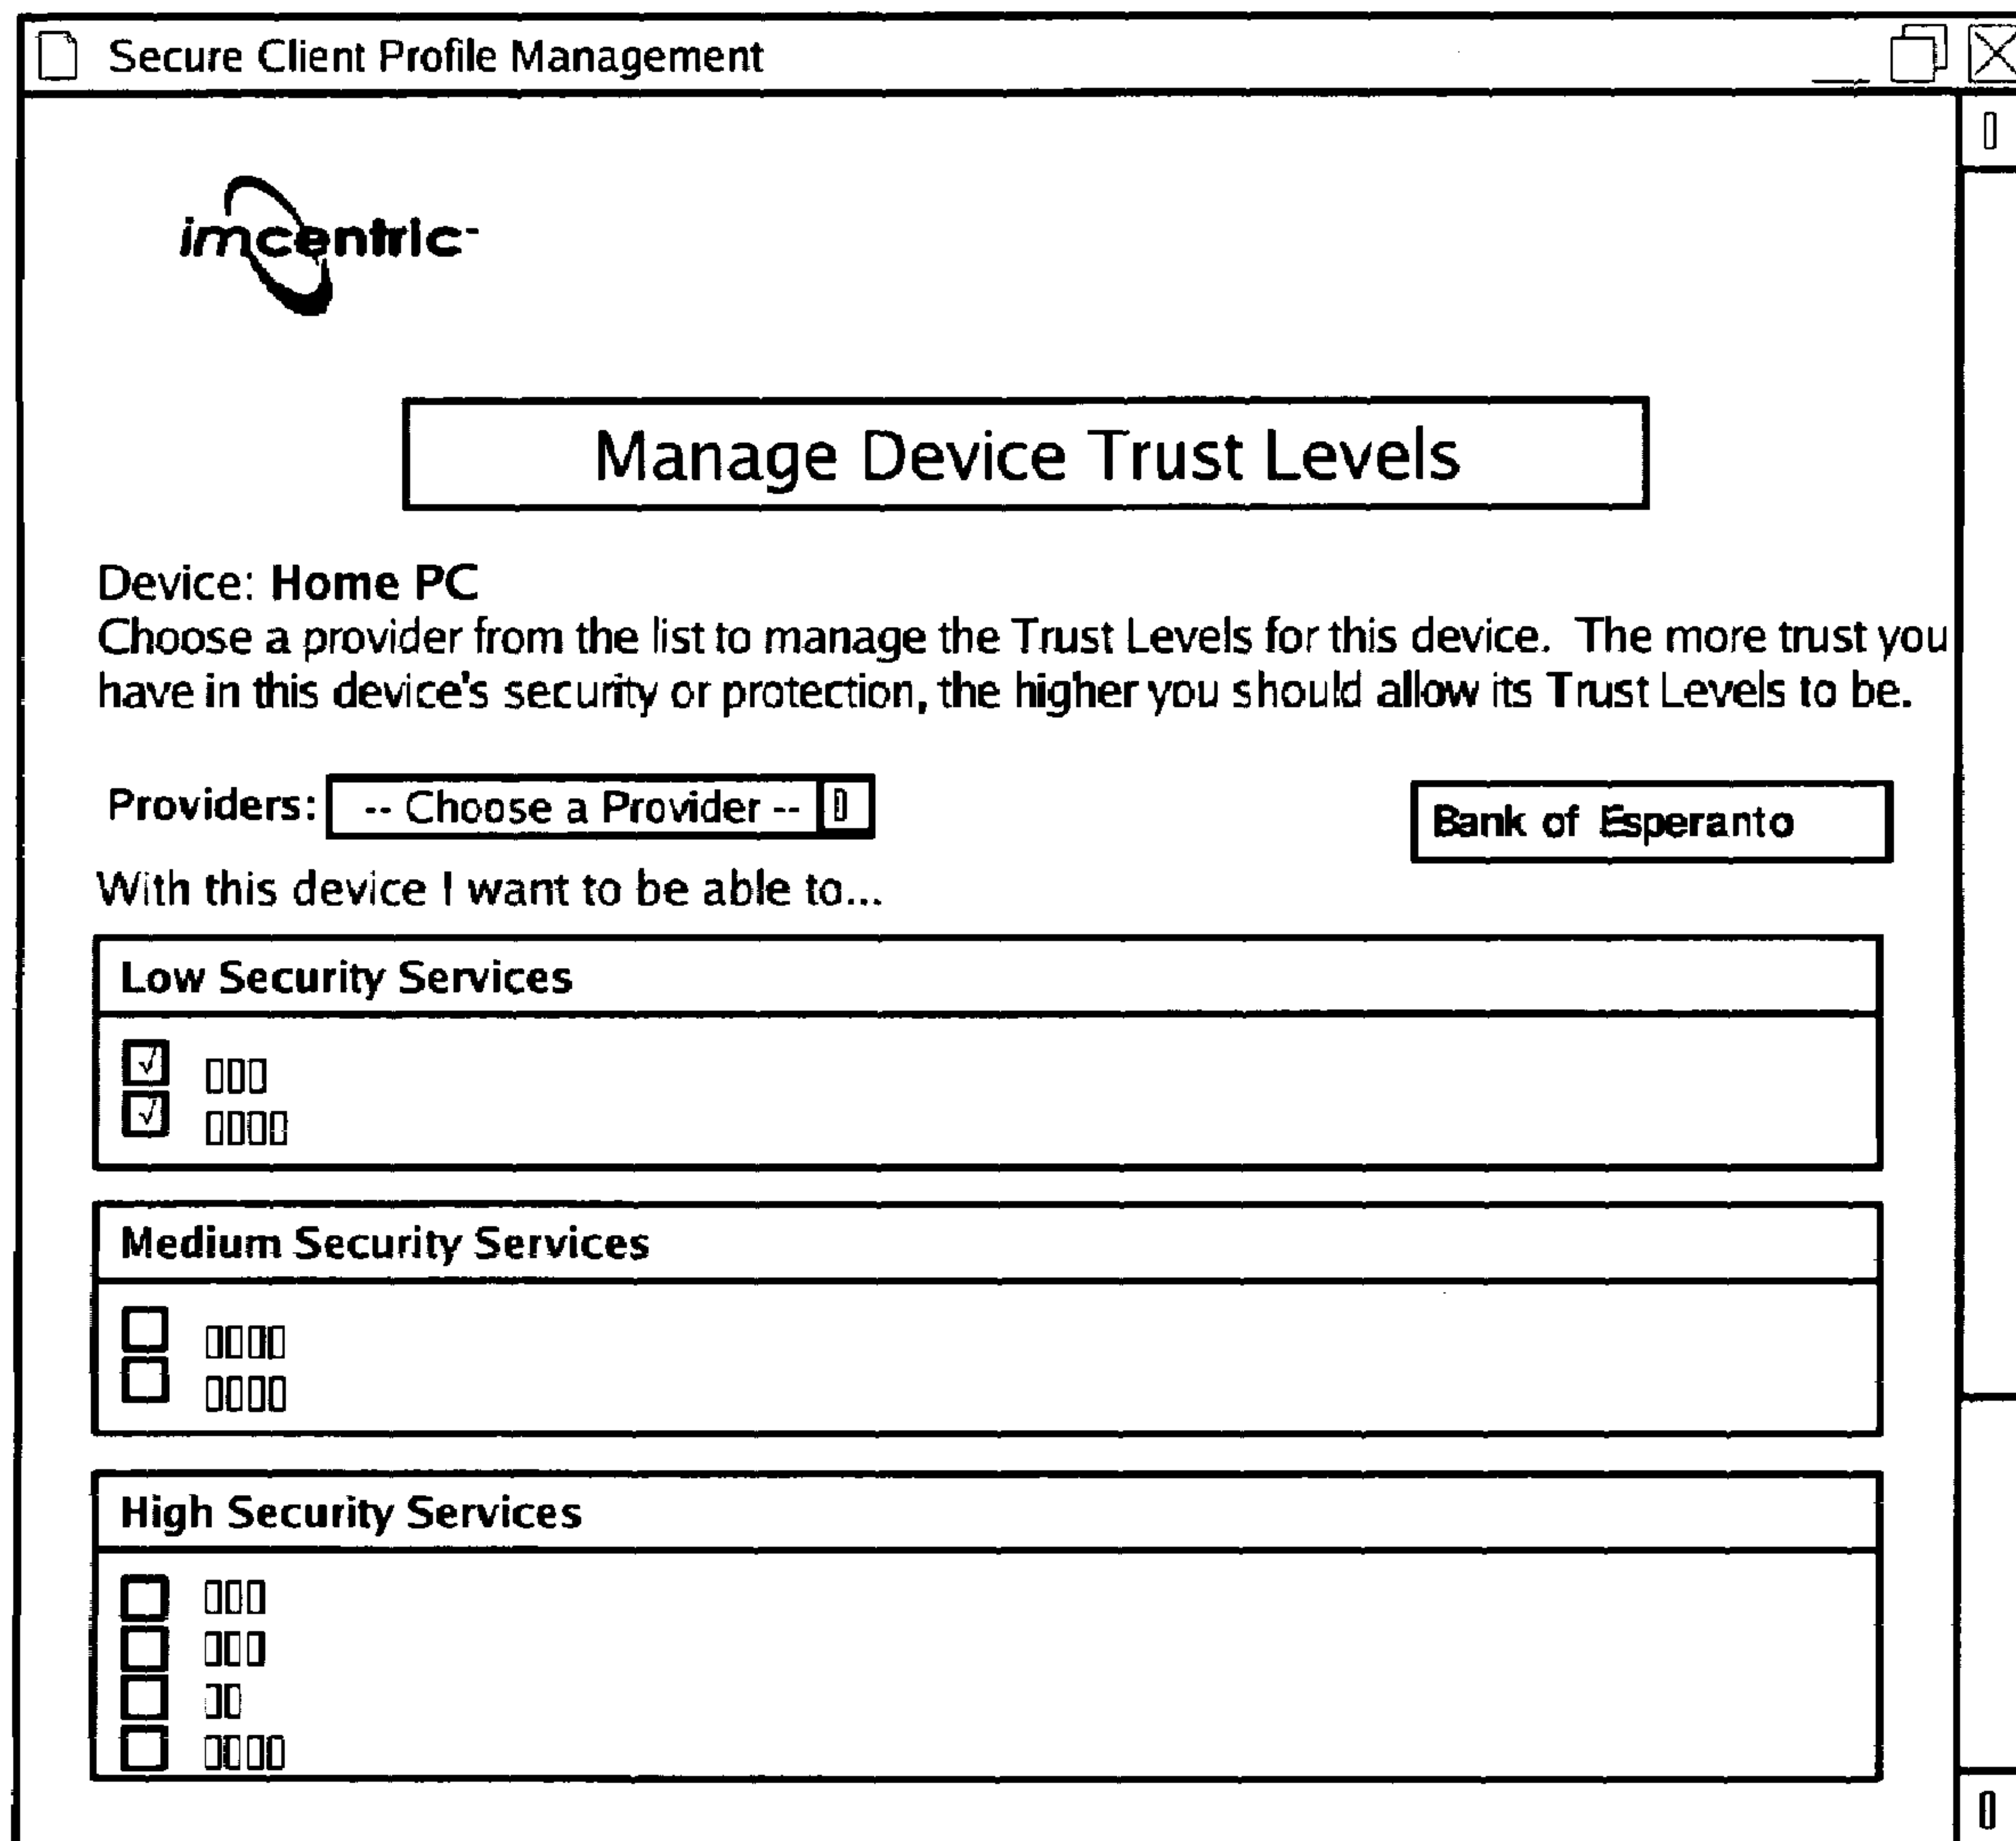 Secure Client Profile Management
imcentric
Manage Device Trust Levels
Device: Home PC
Choose a provider from the list to manage the Trust Levels for this device. The more trust you
have in this device's security or protection, the higher you should allow its Trust Levels to be.
Providers: -- Choose a Provider --
Bank of Esperanto
With this device I want to be able to...
Low Security Services
Medium Security Services
High Security Services